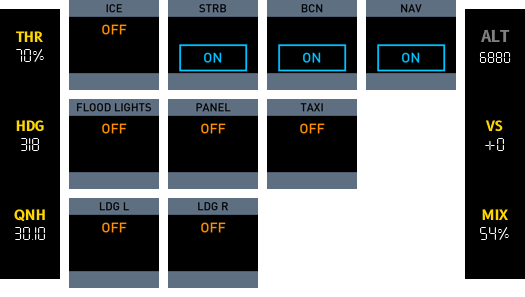 ICE STRB BCN NAV
THR ALT
OFF
70% 6880
ON ON ON
FLOOD LIGHTS PANEL TAXI
HDG OFF OFF OFF VS
318 +0
LDG L LDG R
QNH MIX
OFF OFF
30.10 54%